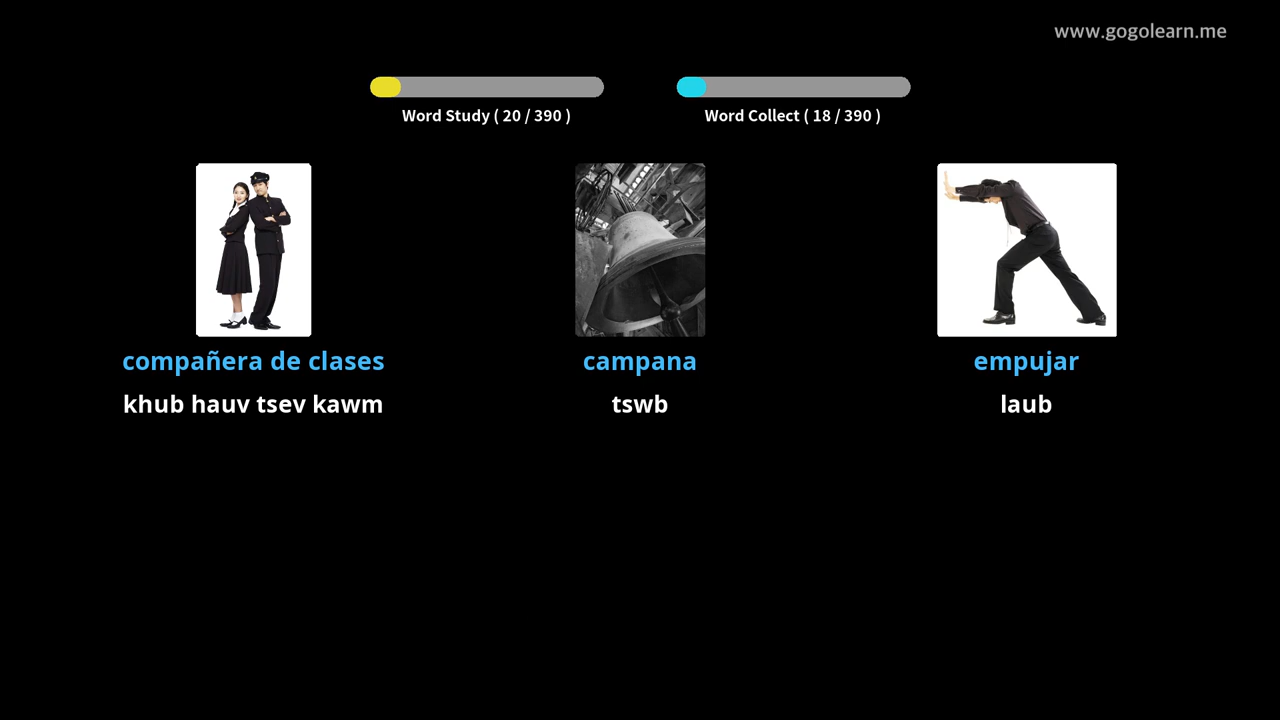 www.gogolearn.me
Word Study ( 20 / 390 )
Word Collect ( 18 / 390 )
compañera de clases
campana
empujar
khub hauv tsev kawm
tswb
laub